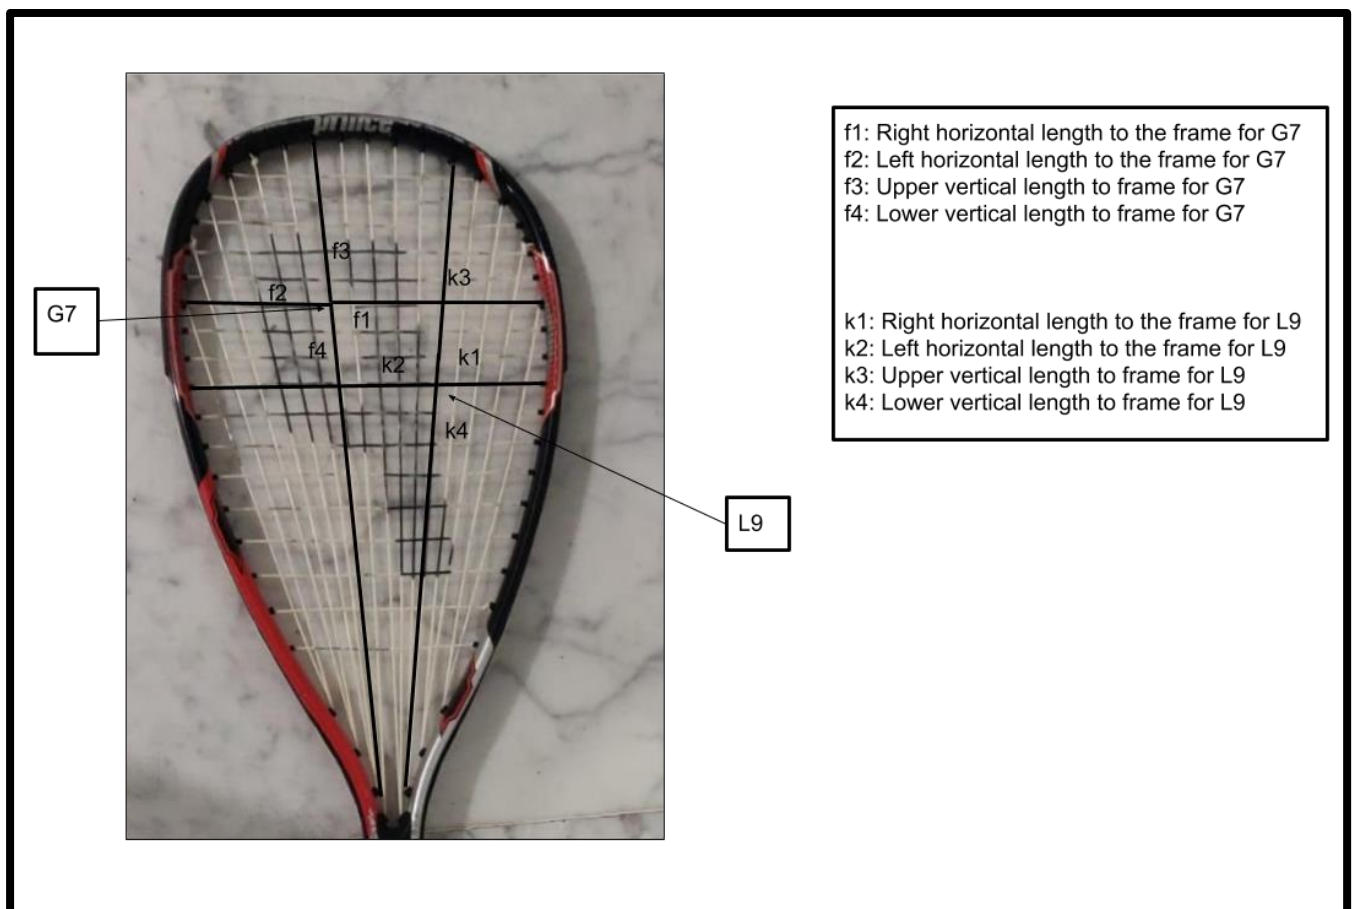 prince
f1: Right horizontal length to the frame for G7
f2: Left horizontal length to the frame for G7
f3: Upper vertical length to frame for G7
f4: Lower vertical length to frame for G7
f3
k3
f2
G7
f1
k1: Right horizontal length to the frame for L9
k2: Left horizontal length to the frame for L9
k3: Upper vertical length to frame for L9
k4: Lower vertical length to frame for L9
f4
k2
k1
k4
L9